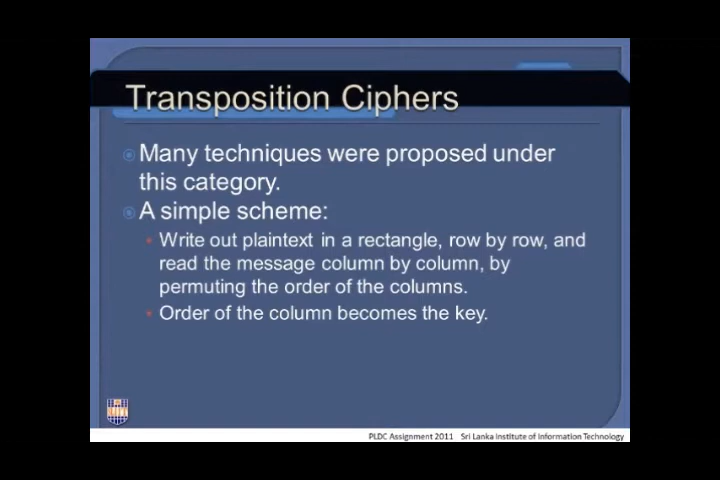 Transposition Ciphers
Many techniques were proposed under
this category.
A simple scheme:
Write out plaintext in a rectangle, row by row, and
read the message column by column, by
permuting the order of the columns.
Order of the column becomes the key.
PLDC Assignment 2011 Sri Lanka Institute of Information Technology